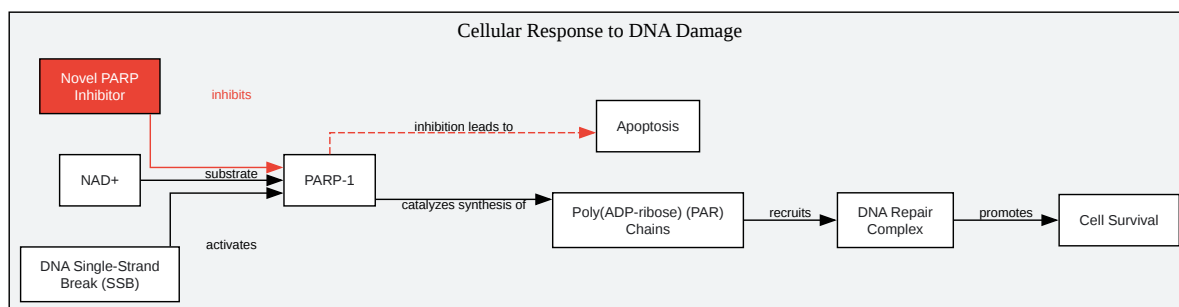 Cellular Response to DNA Damage
Novel PARP
Inhibitor
inhibits
inhibition leads to
Apoptosis
NAD+
substrate
PARP-1
catalyzes synthesis of
Poly(ADP-ribose) (PAR)
Chains
recruits
DNA Repair
Complex
promotes
Cell Survival
activates
DNA Single-Strand
Break (SSB)